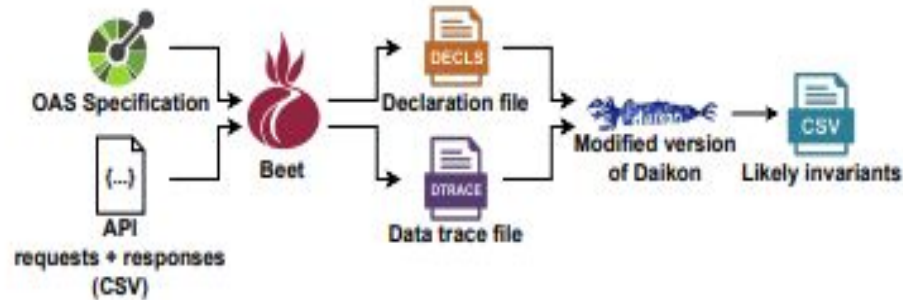 OAS Specification
{...}
API
requests + responses
(CSV)
Beet
DECLS
Declaration file
DTRACE
Data trace file
Modified version
of Daikon
CSV
Likely invariants